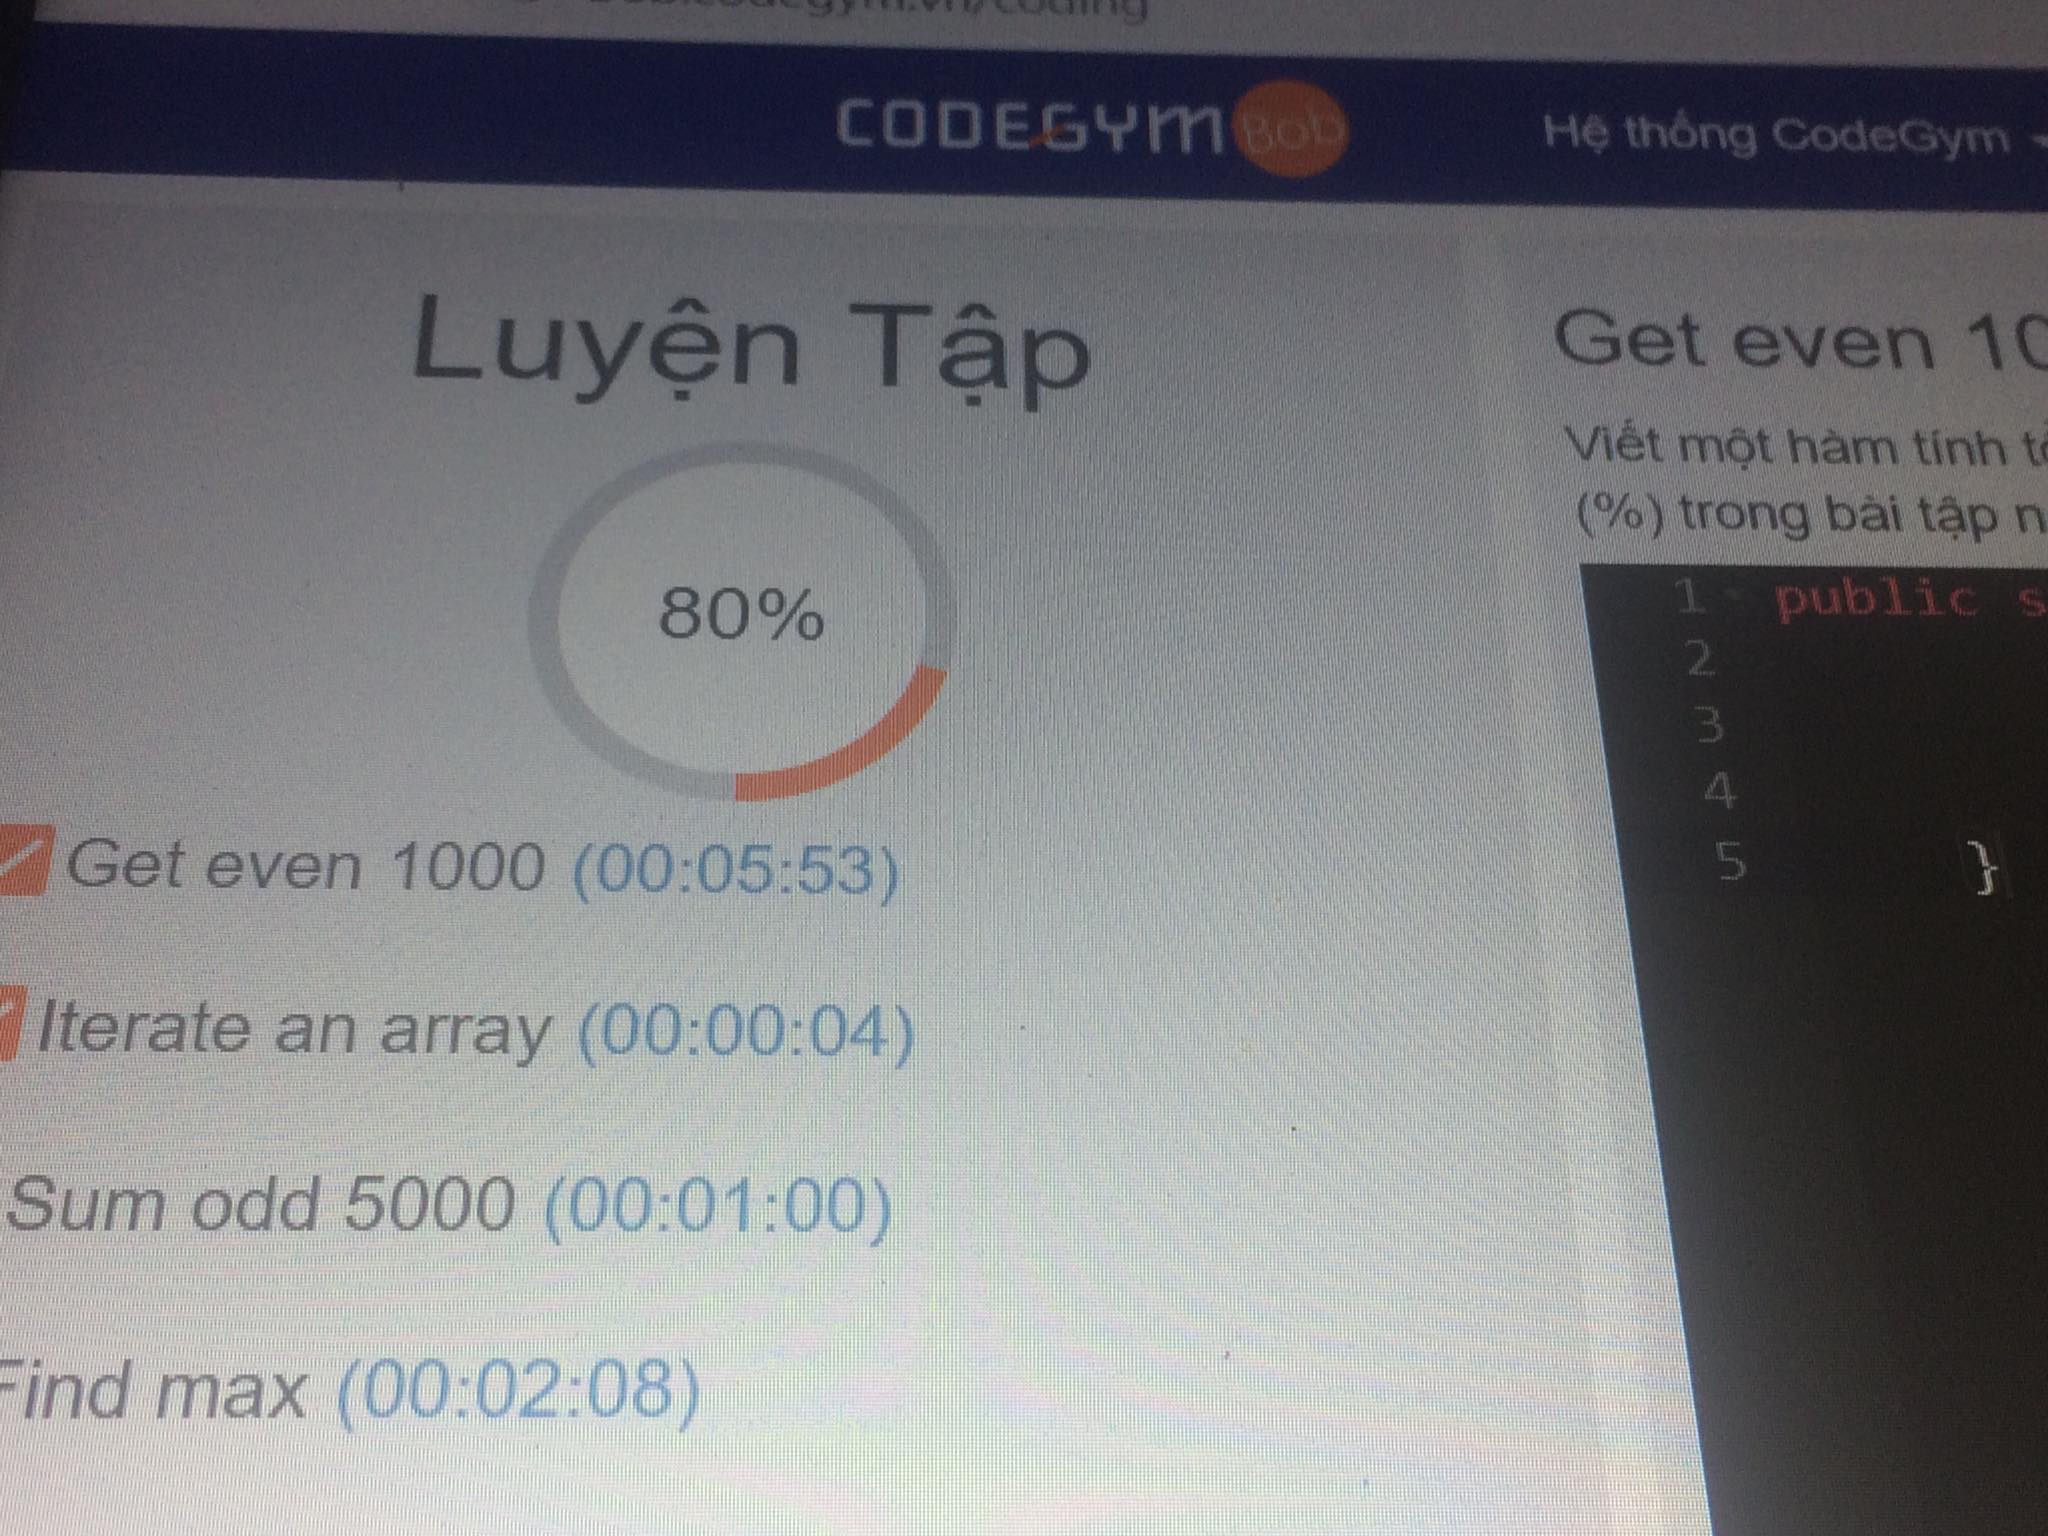 CODEGYM Bob
Hệ thống CodeGym
Luyện Tập
80%
Get even 1000 (00:05:53)
Iterate an array (00:00:04)
Sum odd 5000 (00:01:00)
Find max (00:02:08)
Get even 10
Viết một hàm tính
(%) trong bài tập
1 public s
2
3
4
5 }